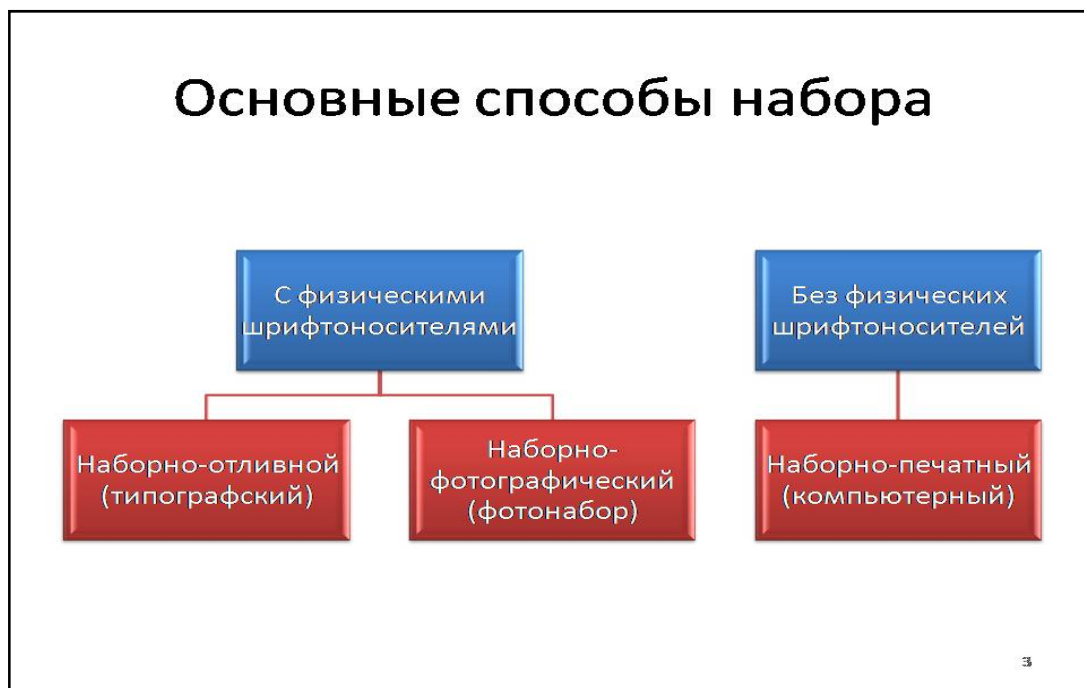 Основные способы набора
С физическими
шрифтоносителями
Без физических
шрифтоносителей
Наборно-отливной
(типографский)
Наборно-
фотографический
(фотонабор)
Наборно-печатный
(компьютерный)
3